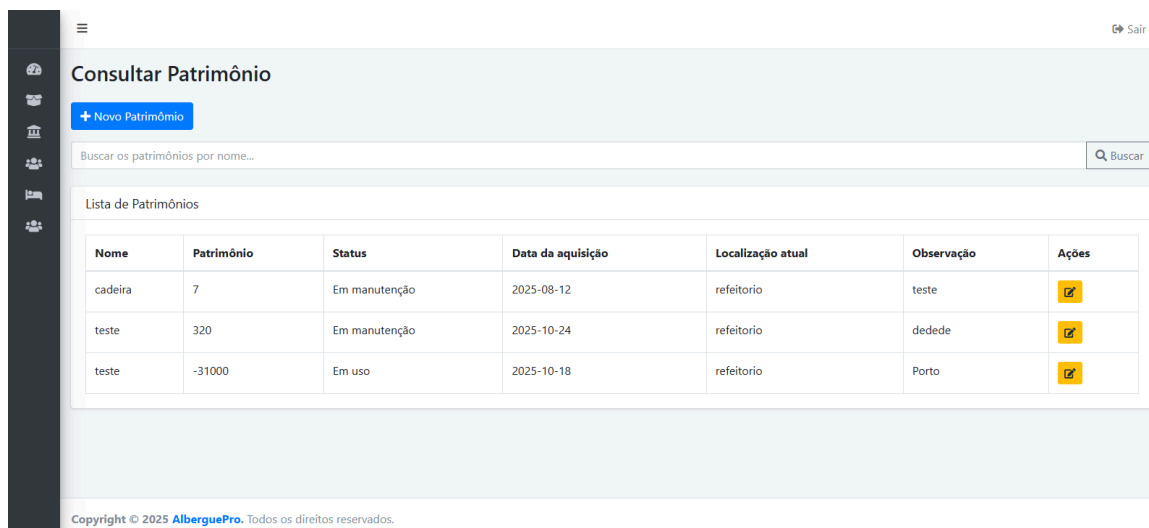 Sair
Consultar Patrimônio
Novo Patrimômio
Buscar os patrimônios por nome...
Buscar
Lista de Patrimônios
Nome Patrimônio Status Data da aquisição Localização atual Observação Ações
cadeira 7 Em manutenção 2025-08-12 refeitorio teste
teste 320 Em manutenção 2025-10-24 refeitorio dedede
teste -31000 Em uso 2025-10-18 refeitorio Porto
Copyright © 2025 AlberguePro. Todos os direitos reservados.